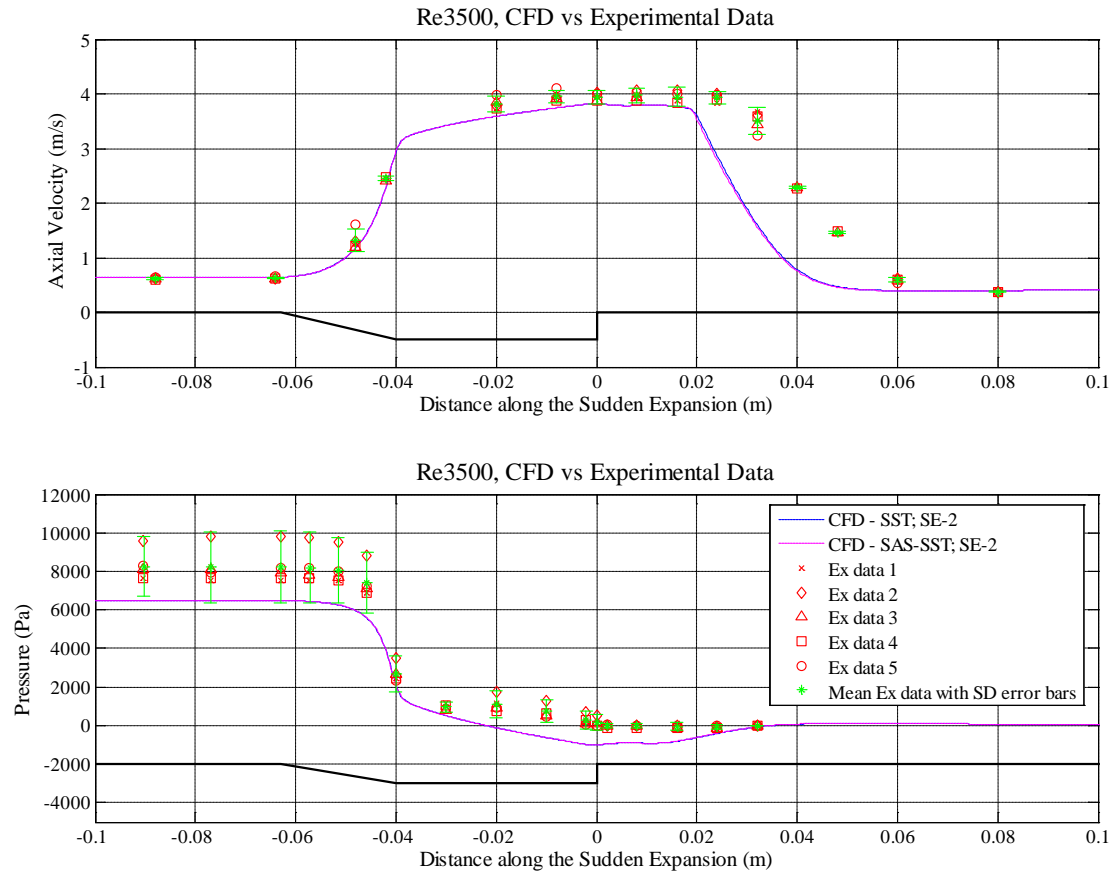 Re3500, CFD vs Experimental Data
5
4
3
2
1
0
-1
Axial Velocity (m/s)
-0.1 -0.08 -0.06 -0.04 -0.02 0 0.02 0.04 0.06 0.08 0.1
Distance along the Sudden Expansion (m)
Re3500, CFD vs Experimental Data
12000
10000
8000
6000
4000
2000
0
-2000
-4000
Pressure (Pa)
CFD - SST; SE-2
CFD - SAS-SST; SE-2
Ex data 1
Ex data 2
Ex data 3
Ex data 4
Ex data 5
Mean Ex data with SD error bars
-0.1 -0.08 -0.06 -0.04 -0.02 0 0.02 0.04 0.06 0.08 0.1
Distance along the Sudden Expansion (m)